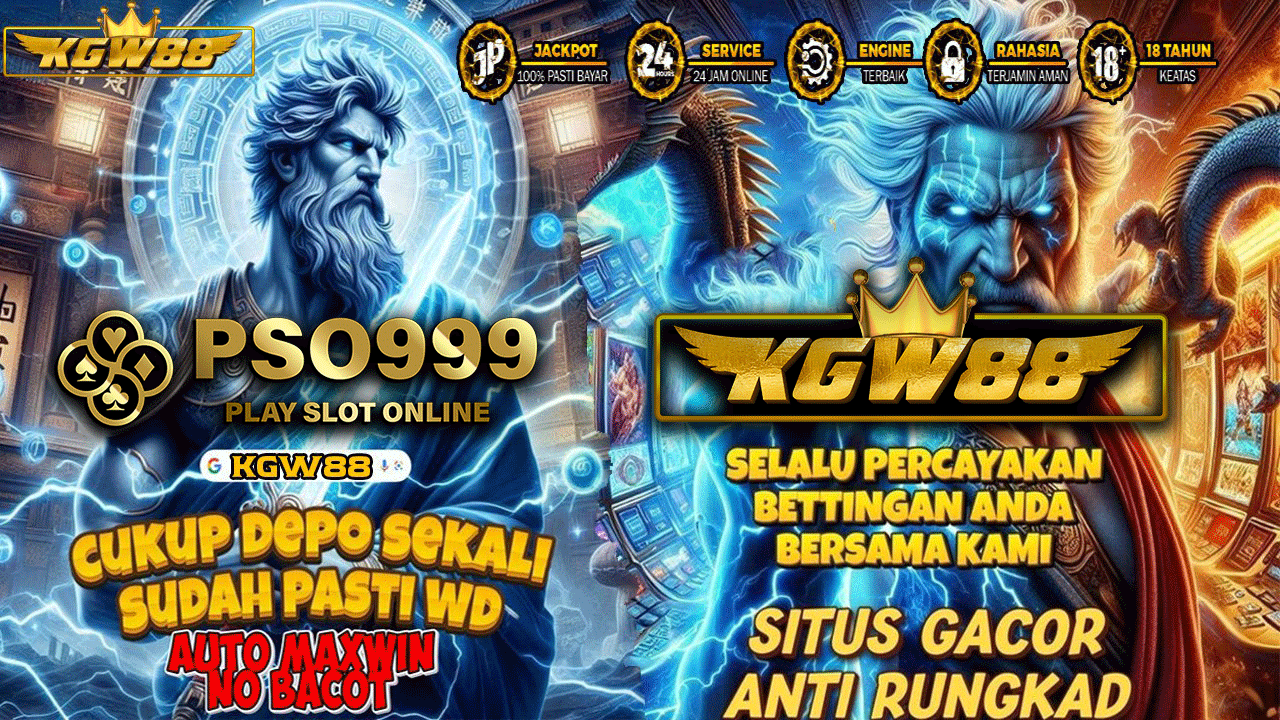 KGW88
JP
JACKPOT
100% PASTI BAYAR
24
HOURS
SERVICE
24 JAM ONLINE
ENGINE
TERBAIK
RAHASIA
TERJAMIN AMAN
18+
18 TAHUN
KEATAS
PSO999
PLAY SLOT ONLINE
G KGW88
CUKUP DEPO SEKALI
SUDAH PASTI WD
AUTO MAXWIN
NO BACOT
KGW88
SELALU PERCAYAKAN
BETTINGAN ANDA
BERSAMA KAMI
SITUS GACOR
ANTI RUNGKAD